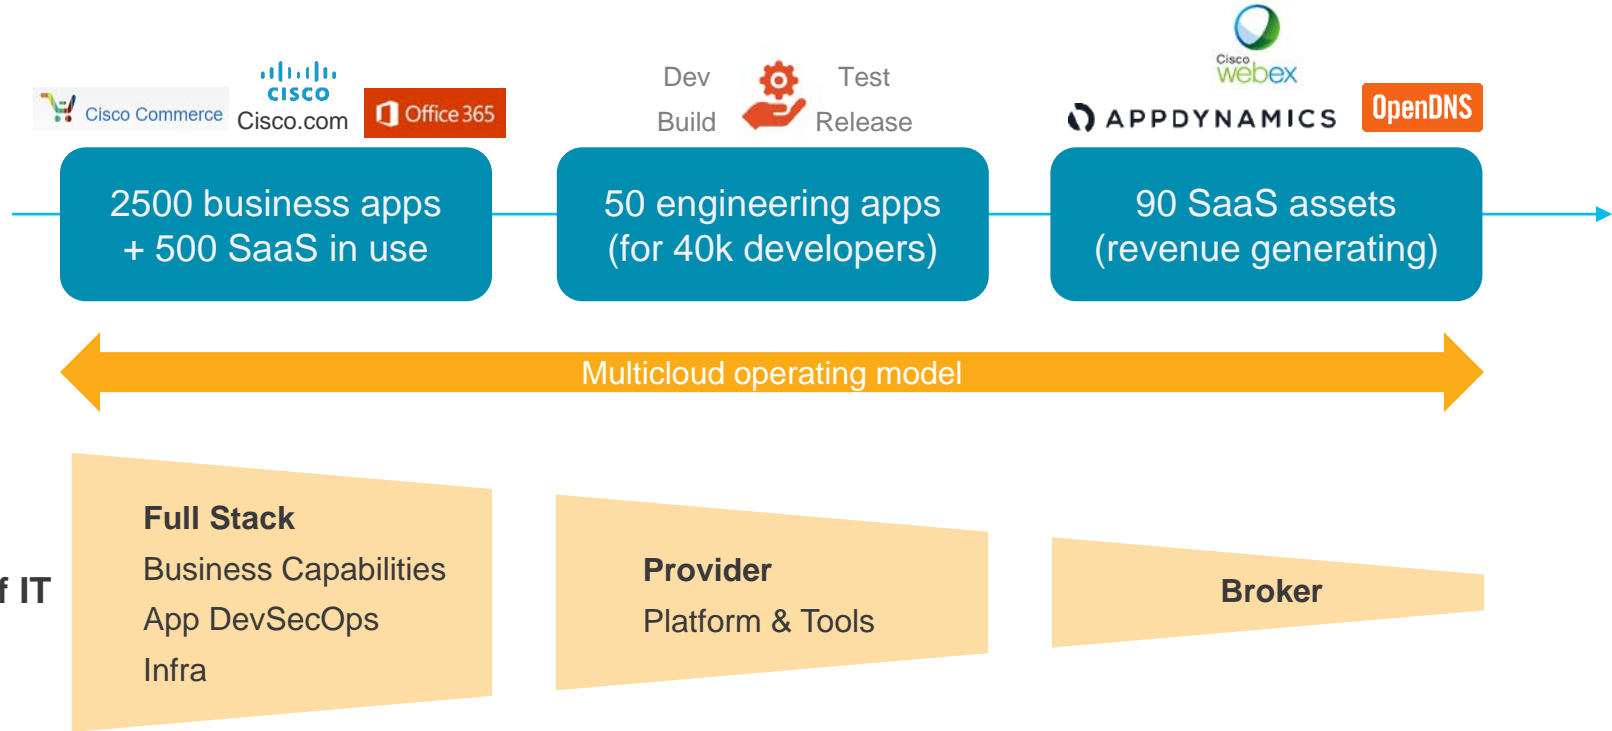 Cisco Commerce
CISCO
Cisco.com
Office 365
Dev
Test
Build
Release
Cisco
webex
APPDYNAMICS
OpenDNS
2500 business apps
+ 500 SaaS in use
50 engineering apps
(for 40k developers)
90 SaaS assets
(revenue generating)
Multicloud operating model
f IT
Full Stack
Business Capabilities
App DevSecOps
Infra
Provider
Platform & Tools
Broker